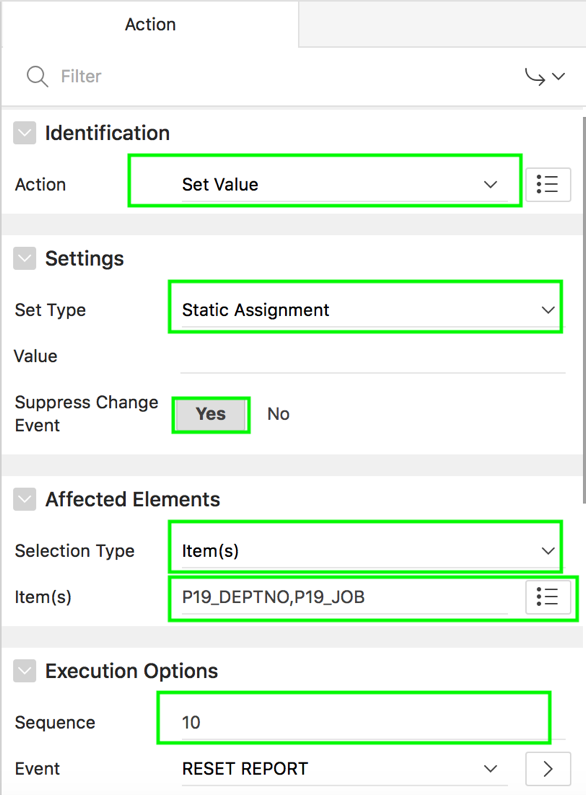 Action
Filter
Identification
Action Set Value
Settings
Set Type Static Assignment
Value
Suppress Change
Event
Yes No
Affected Elements
Selection Type Item(s)
Item(s) P19_DEPTNO,P19_JOB
Execution Options
Sequence 10
Event RESET REPORT